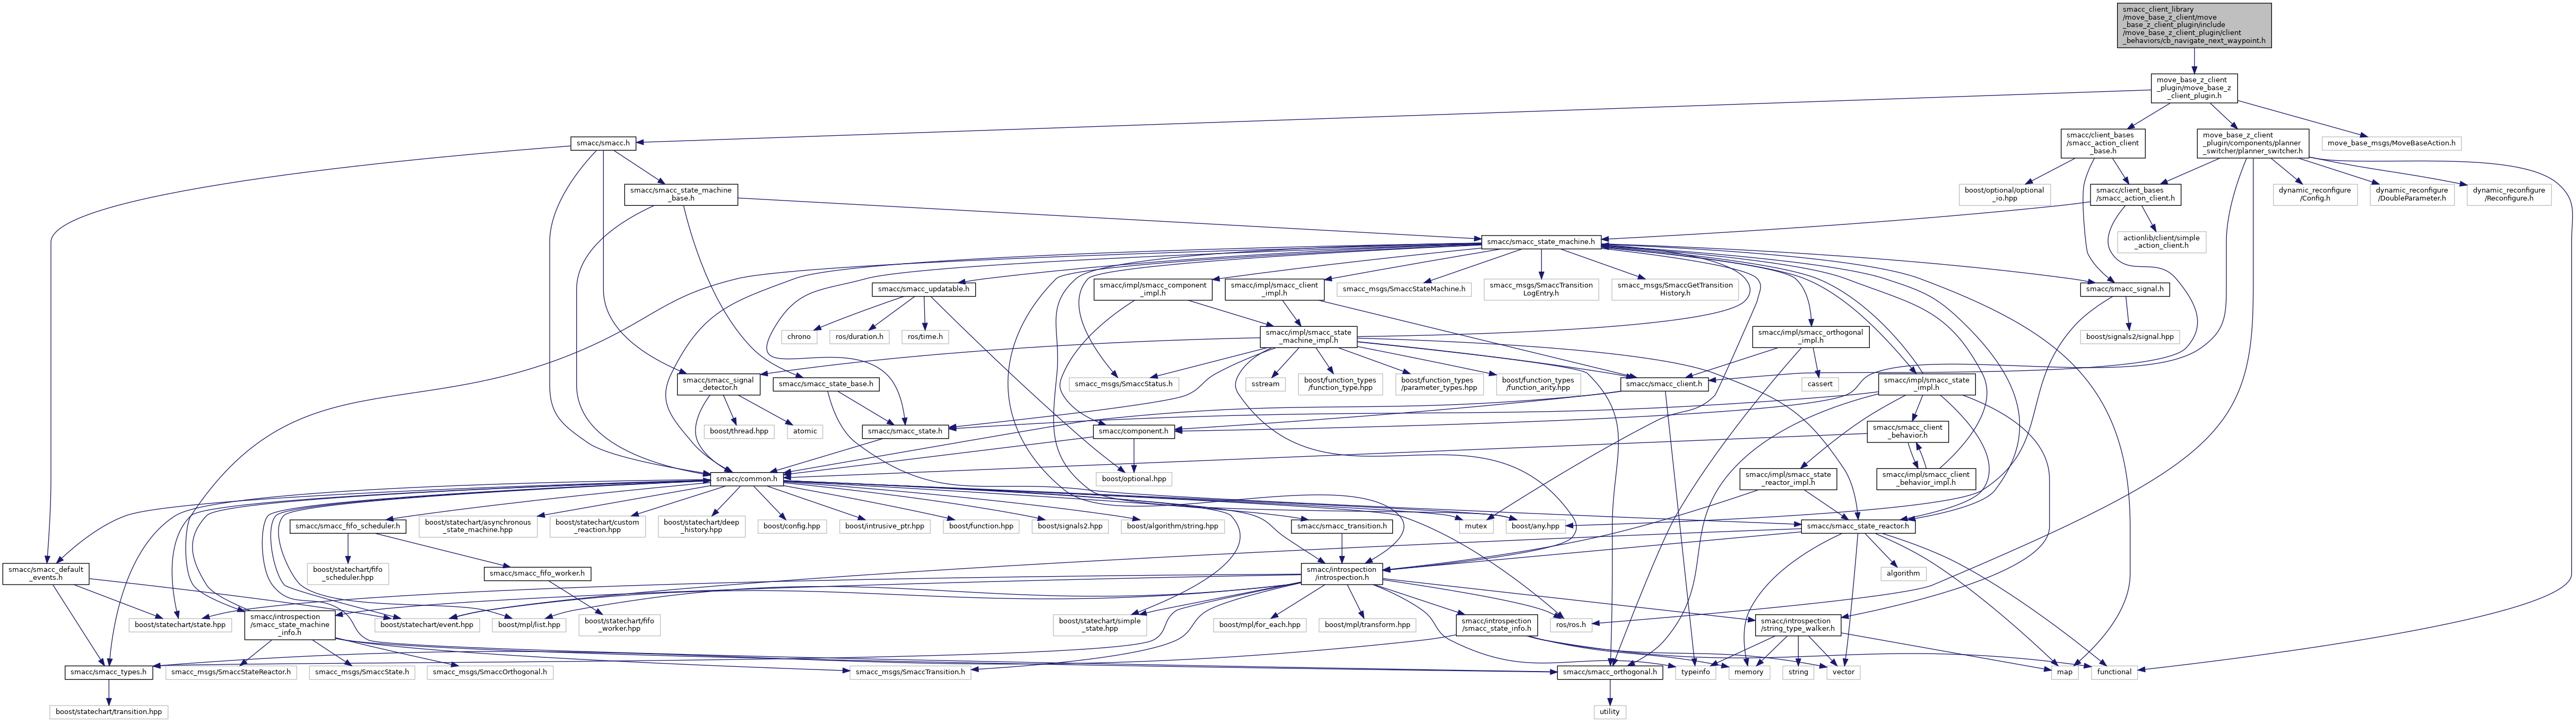 smacc_client_library
/move_base_z_client/move
_base_z_client_plugin/include
/move_base_z_client_plugin/client
_behaviors/cb_navigate_next_waypoint.h
move_base_z_client
_plugin/move_base_z
_client_plugin.h
smacc/smacc.h
smacc/client_bases
/smacc_action_client
_base.h
move_base_z_client
_plugin/components/planner
_switcher/planner_switcher.h
move_base_msgs/MoveBaseAction.h
smacc/smacc_state_machine
_base.h
boost/optional/optional
_io.hpp
smacc/client_bases
/smacc_action_client.h
dynamic_reconfigure
/Config.h
dynamic_reconfigure
/DoubleParameter.h
dynamic_reconfigure
/Reconfigure.h
smacc/smacc_state_machine.h
actionlib/client/simple
_action_client.h
smacc/smacc_updatable.h
smacc/impl/smacc_component
_impl.h
smacc/impl/smacc_client
_impl.h
smacc_msgs/SmaccStateMachine.h
smacc_msgs/SmaccTransition
LogEntry.h
smacc_msgs/SmaccGetTransition
History.h
smacc/smacc_signal.h
chrono
ros/duration.h
ros/time.h
smacc/impl/smacc_state
_machine_impl.h
smacc/impl/smacc_orthogonal
_impl.h
boost/signals2/signal.hpp
smacc/smacc_signal
_detector.h
smacc/smacc_state_base.h
smacc_msgs/SmaccStatus.h
sstream
boost/function_types
/function_type.hpp
boost/function_types
/parameter_types.hpp
boost/function_types
/function_arity.hpp
smacc/smacc_client.h
cassert
smacc/impl/smacc_state
_impl.h
boost/thread.hpp
atomic
smacc/smacc_state.h
smacc/component.h
smacc/smacc_client
_behavior.h
smacc/common.h
boost/optional.hpp
smacc/impl/smacc_state
_reactor_impl.h
smacc/impl/smacc_client
_behavior_impl.h
smacc/smacc_fifo_scheduler.h
boost/statechart/asynchronous
_state_machine.hpp
boost/statechart/custom
_reaction.hpp
boost/statechart/deep
_history.hpp
boost/config.hpp
boost/intrusive_ptr.hpp
boost/function.hpp
boost/signals2.hpp
boost/algorithm/string.hpp
smacc/smacc_transition.h
mutex
boost/any.hpp
smacc/smacc_state_reactor.h
smacc/smacc_default
_events.h
boost/statechart/fifo
_scheduler.hpp
smacc/smacc_fifo_worker.h
smacc/introspection
/introspection.h
algorithm
boost/statechart/state.hpp
smacc/introspection
/smacc_state_machine
_info.h
boost/statechart/event.hpp
boost/mpl/list.hpp
boost/statechart/fifo
_worker.hpp
boost/statechart/simple
_state.hpp
boost/mpl/for_each.hpp
boost/mpl/transform.hpp
smacc/introspection
/smacc_state_info.h
ros/ros.h
smacc/introspection
/string_type_walker.h
smacc/smacc_types.h
smacc_msgs/SmaccStateReactor.h
smacc_msgs/SmaccState.h
smacc_msgs/SmaccOrthogonal.h
smacc_msgs/SmaccTransition.h
smacc/smacc_orthogonal.h
typeinfo
memory
string
vector
map
functional
boost/statechart/transition.hpp
utility